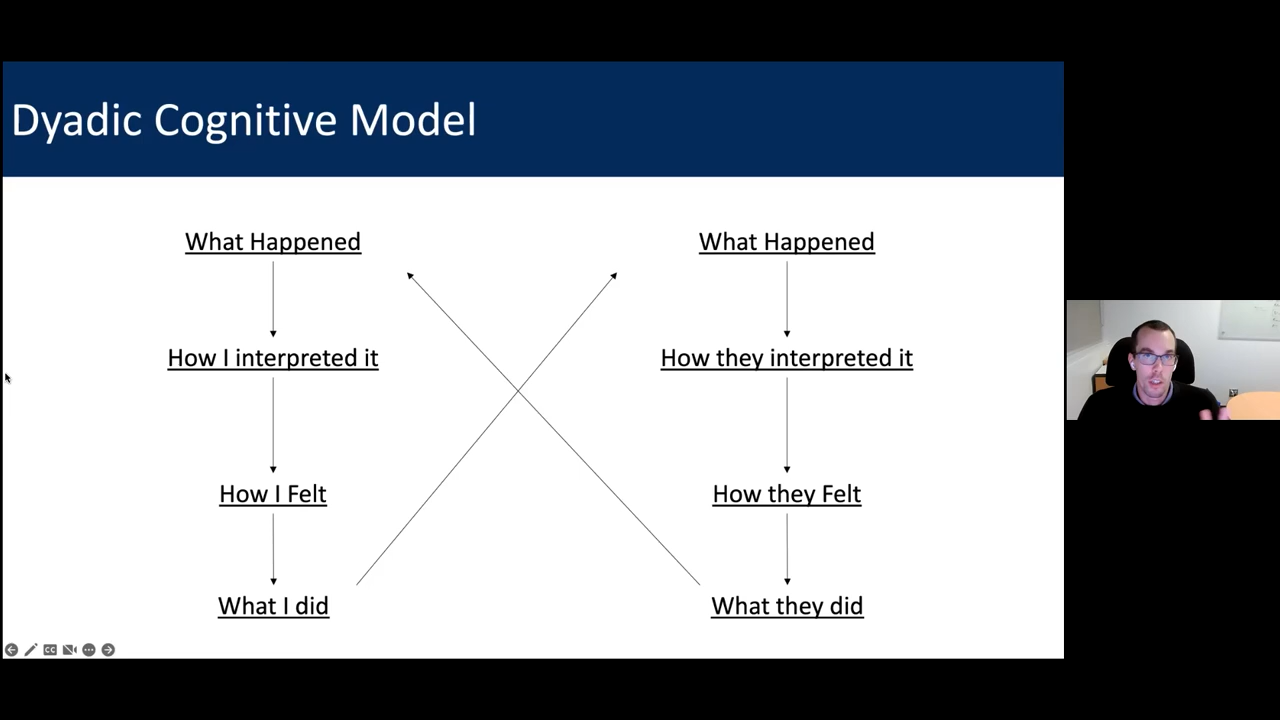 Dyadic Cognitive Model
What Happened
What Happened
How I interpreted it
How they interpreted it
How I Felt
How they Felt
What I did
What they did
CC